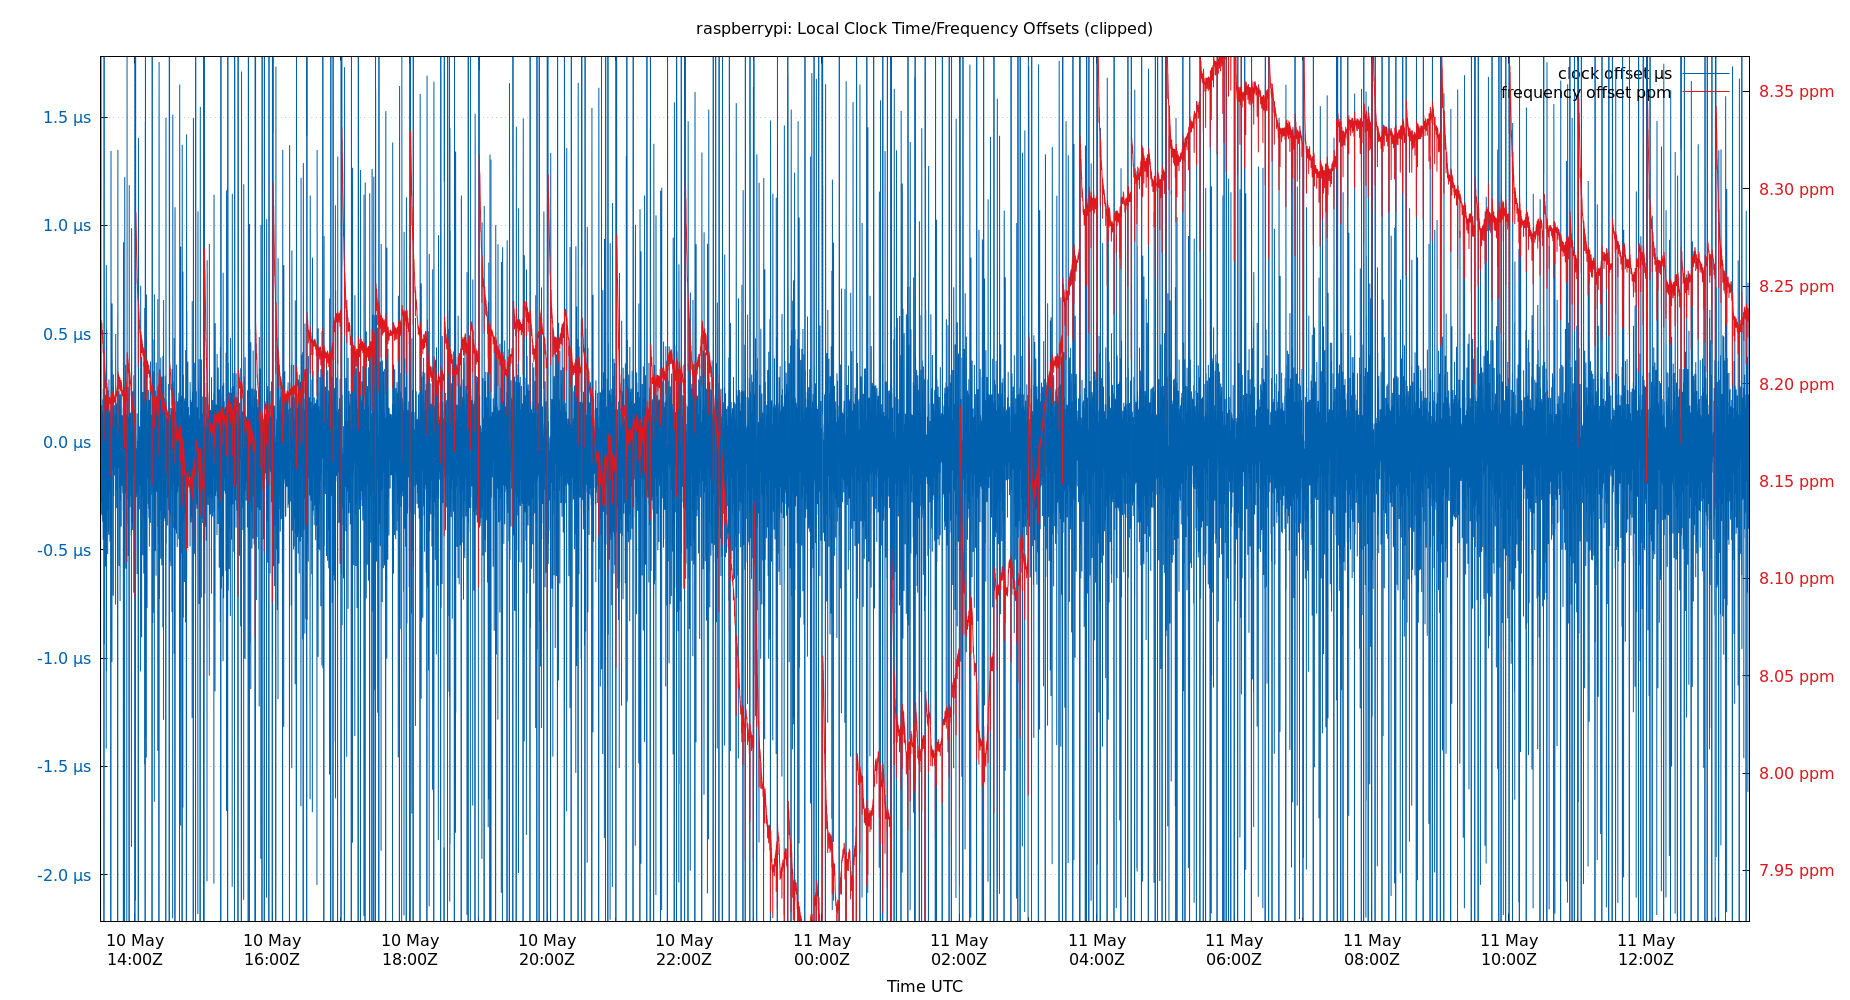 raspberrypi: Local Clock Time/Frequency Offsets (clipped)
clock offset µs
frequency offset ppm
1.5 µs
1.0 µs
0.5 µs
0.0 µs
-0.5 µs
-1.0 µs
-1.5 µs
-2.0 µs
8.35 ppm
8.30 ppm
8.25 ppm
8.20 ppm
8.15 ppm
8.10 ppm
8.05 ppm
8.00 ppm
7.95 ppm
10 May 10 May 10 May 10 May 10 May 11 May 11 May 11 May 11 May 11 May 11 May 11 May
14:00Z 16:00Z 18:00Z 20:00Z 22:00Z 00:00Z 02:00Z 04:00Z 06:00Z 08:00Z 10:00Z 12:00Z
Time UTC